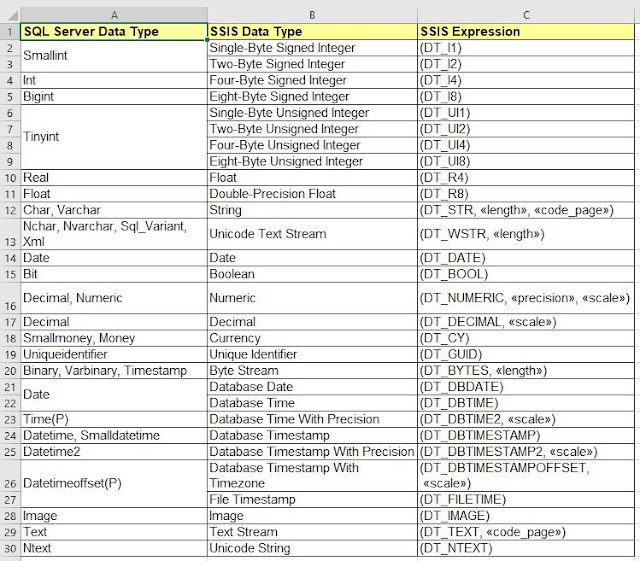 A B C
1 SQL Server Data Type SSIS Data Type SSIS Expression
2 Smallint Single-Byte Signed Integer (DT_I1)
3 Two-Byte Signed Integer (DT_I2)
4 Int Four-Byte Signed Integer (DT_I4)
5 Bigint Eight-Byte Signed Integer (DT_I8)
6 Tinyint Single-Byte Unsigned Integer (DT_UI1)
7 Two-Byte Unsigned Integer (DT_UI2)
8 Four-Byte Unsigned Integer (DT_UI4)
9 Eight-Byte Unsigned Integer (DT_UI8)
10 Real Float (DT_R4)
11 Float Double-Precision Float (DT_R8)
12 Char, Varchar String (DT_STR, «length», «code_page»)
Nchar, Nvarchar, Sql_Variant,
13 Xml Unicode Text Stream (DT_WSTR, «length»)
14 Date Date (DT_DATE)
15 Bit Boolean (DT_BOOL)
16 Decimal, Numeric Numeric (DT_NUMERIC, «precision», «scale»)
17 Decimal Decimal (DT_DECIMAL, «scale»)
18 Smallmoney, Money Currency (DT_CY)
19 Uniqueidentifier Unique Identifier (DT_GUID)
20 Binary, Varbinary, Timestamp Byte Stream (DT_BYTES, «length»)
21 Date Database Date (DT_DBDATE)
22 Database Time (DT_DBTIME)
23 Time(P) Database Time With Precision (DT_DBTIME2, «scale»)
24 Datetime, Smalldatetime Database Timestamp (DT_DBTIMESTAMP)
25 Datetime2 Database Timestamp With Precision (DT_DBTIMESTAMP2, «scale»)
Database Timestamp With (DT_DBTIMESTAMPOFFSET,
26 Datetimeoffset(P) Timezone «scale»)
27 File Timestamp (DT_FILETIME)
28 Image Image (DT_IMAGE)
29 Text Text Stream (DT_TEXT, «code_page»)
30 Ntext Unicode String (DT_NTEXT)